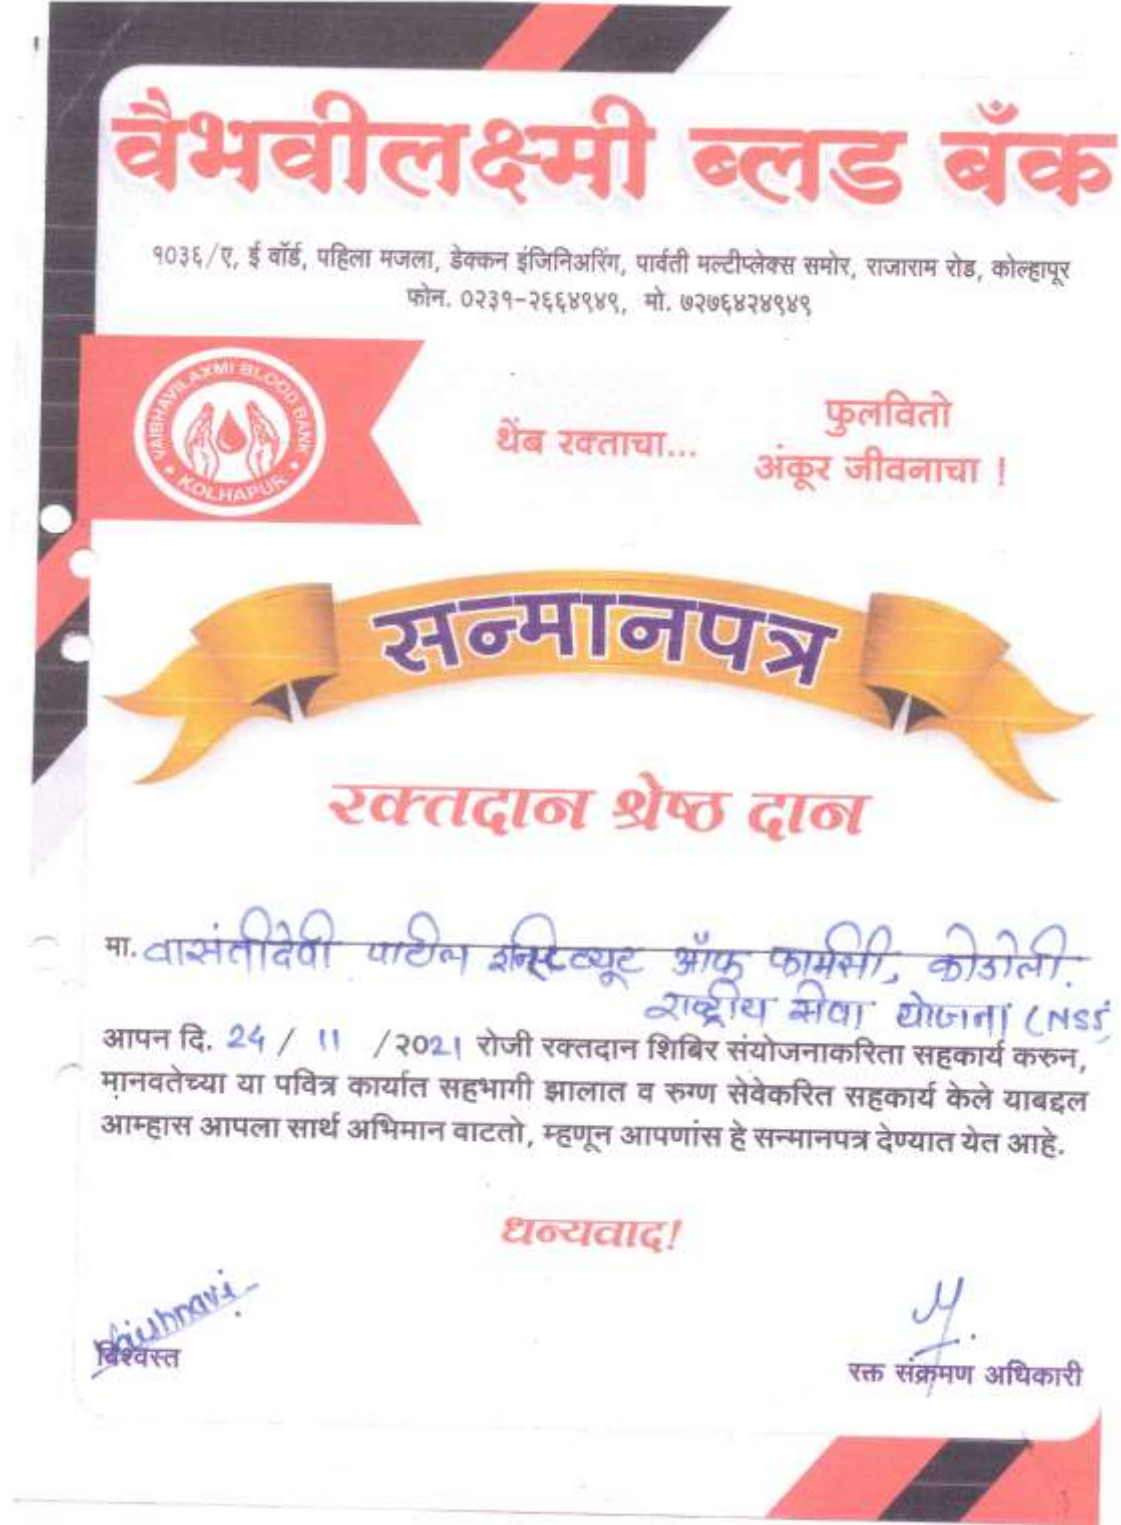 वैभवीलक्ष्मी ब्लड बँक
१०३६/ए, ई वॉर्ड, पहिला मजला, डेक्कन इंजिनिअरिंग, पार्वती मल्टीप्लेक्स समोर, राजाराम रोड, कोल्हापूर
फोन. ०२३१-२६६४९४९, मो. ७२७६४२४९४९
VAIBHAVILAXMI BLOOD BANK
• KOLHAPUR •
थेंब रक्ताचा...
फुलवितो
अंकूर जीवनाचा !
सन्मानपत्र
रक्तदान श्रेष्ठ दान
मा. वासंतीदेवी पाटील इन्स्टिट्यूट ऑफ फार्मसी, कोडोली.
राष्ट्रीय सेवा योजना (NSS)
आपन दि. 24 / 11 /२०21 रोजी रक्तदान शिबिर संयोजनाकरिता सहकार्य करुन,
मानवतेच्या या पवित्र कार्यात सहभागी झालात व रुग्ण सेवेकरित सहकार्य केले याबद्दल
आम्हास आपला सार्थ अभिमान वाटतो, म्हणून आपणांस हे सन्मानपत्र देण्यात येत आहे.
धन्यवाद!
Vaishnavi
विश्वस्त
रक्त संक्रमण अधिकारी